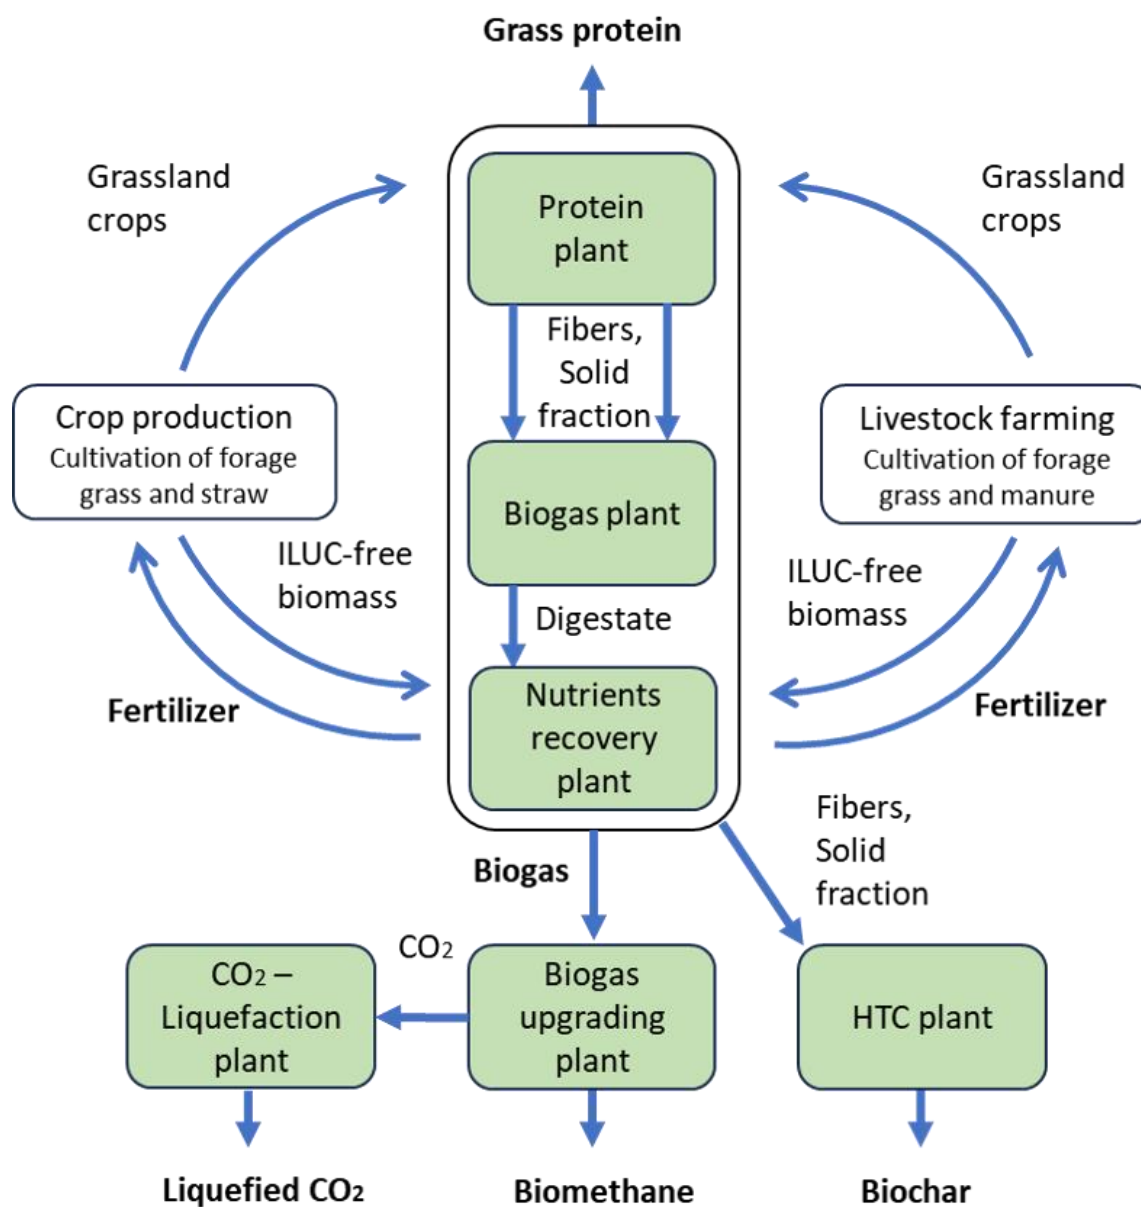 Grass protein
Grassland
crops
Grassland
crops
Protein
plant
Fibers,
Solid
fraction
Crop production
Cultivation of forage
grass and straw
Livestock farming
Cultivation of forage
grass and manure
Biogas plant
ILUC-free
biomass
ILUC-free
biomass
Digestate
Fertilizer
Fertilizer
Nutrients
recovery
plant
Fibers,
Solid
fraction
Biogas
CO2
CO2 –
Liquefaction
plant
Biogas
upgrading
plant
HTC plant
Liquefied CO2
Biomethane
Biochar